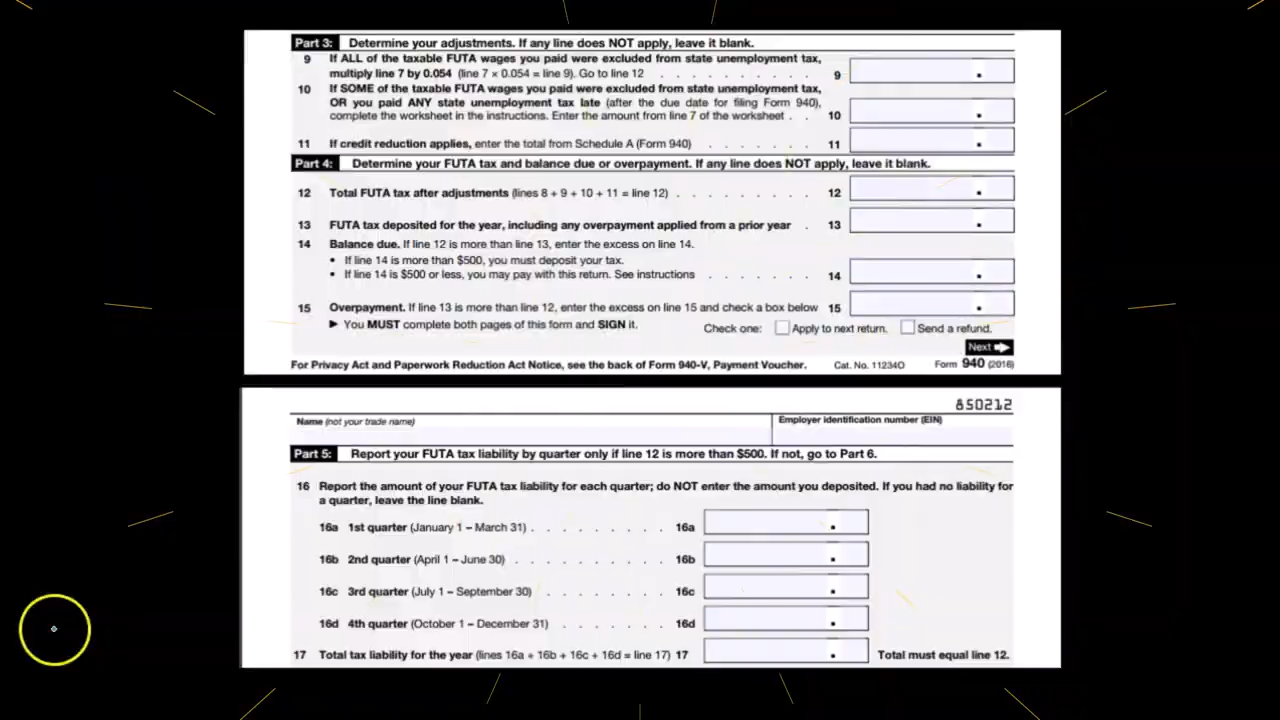 Part 3: Determine your adjustments. If any line does NOT apply, leave it blank.
9 If ALL of the taxable FUTA wages you paid were excluded from state unemployment tax,
multiply line 7 by 0.054 (line 7 × 0.054 = line 9). Go to line 12 . . . . . . . . . . 9 .
10 If SOME of the taxable FUTA wages you paid were excluded from state unemployment tax,
OR you paid ANY state unemployment tax late (after the due date for filing Form 940),
complete the worksheet in the instructions. Enter the amount from line 7 of the worksheet . . 10 .
11 If credit reduction applies, enter the total from Schedule A (Form 940) . . . . . . . 11 .
Part 4: Determine your FUTA tax and balance due or overpayment. If any line does NOT apply, leave it blank.
12 Total FUTA tax after adjustments (lines 8 + 9 + 10 + 11 = line 12) . . . . . . . . . 12 .
13 FUTA tax deposited for the year, including any overpayment applied from a prior year . 13 .
14 Balance due. If line 12 is more than line 13, enter the excess on line 14.
• If line 14 is more than $500, you must deposit your tax.
• If line 14 is $500 or less, you may pay with this return. See instructions . . . . . . . 14 .
15 Overpayment. If line 13 is more than line 12, enter the excess on line 15 and check a box below 15 .
► You MUST complete both pages of this form and SIGN it. Check one: Apply to next return. Send a refund.
Next
For Privacy Act and Paperwork Reduction Act Notice, see the back of Form 940-V, Payment Voucher. Cat. No. 11234O Form 940 (2016)
850212
Name (not your trade name) Employer identification number (EIN)
Part 5: Report your FUTA tax liability by quarter only if line 12 is more than $500. If not, go to Part 6.
16 Report the amount of your FUTA tax liability for each quarter; do NOT enter the amount you deposited. If you had no liability for
a quarter, leave the line blank.
16a 1st quarter (January 1 – March 31) . . . . . . . . 16a .
16b 2nd quarter (April 1 – June 30) . . . . . . . . . 16b .
16c 3rd quarter (July 1 – September 30) . . . . . . . 16c .
16d 4th quarter (October 1 – December 31) . . . . . . 16d .
17 Total tax liability for the year (lines 16a + 16b + 16c + 16d = line 17) 17 . Total must equal line 12.